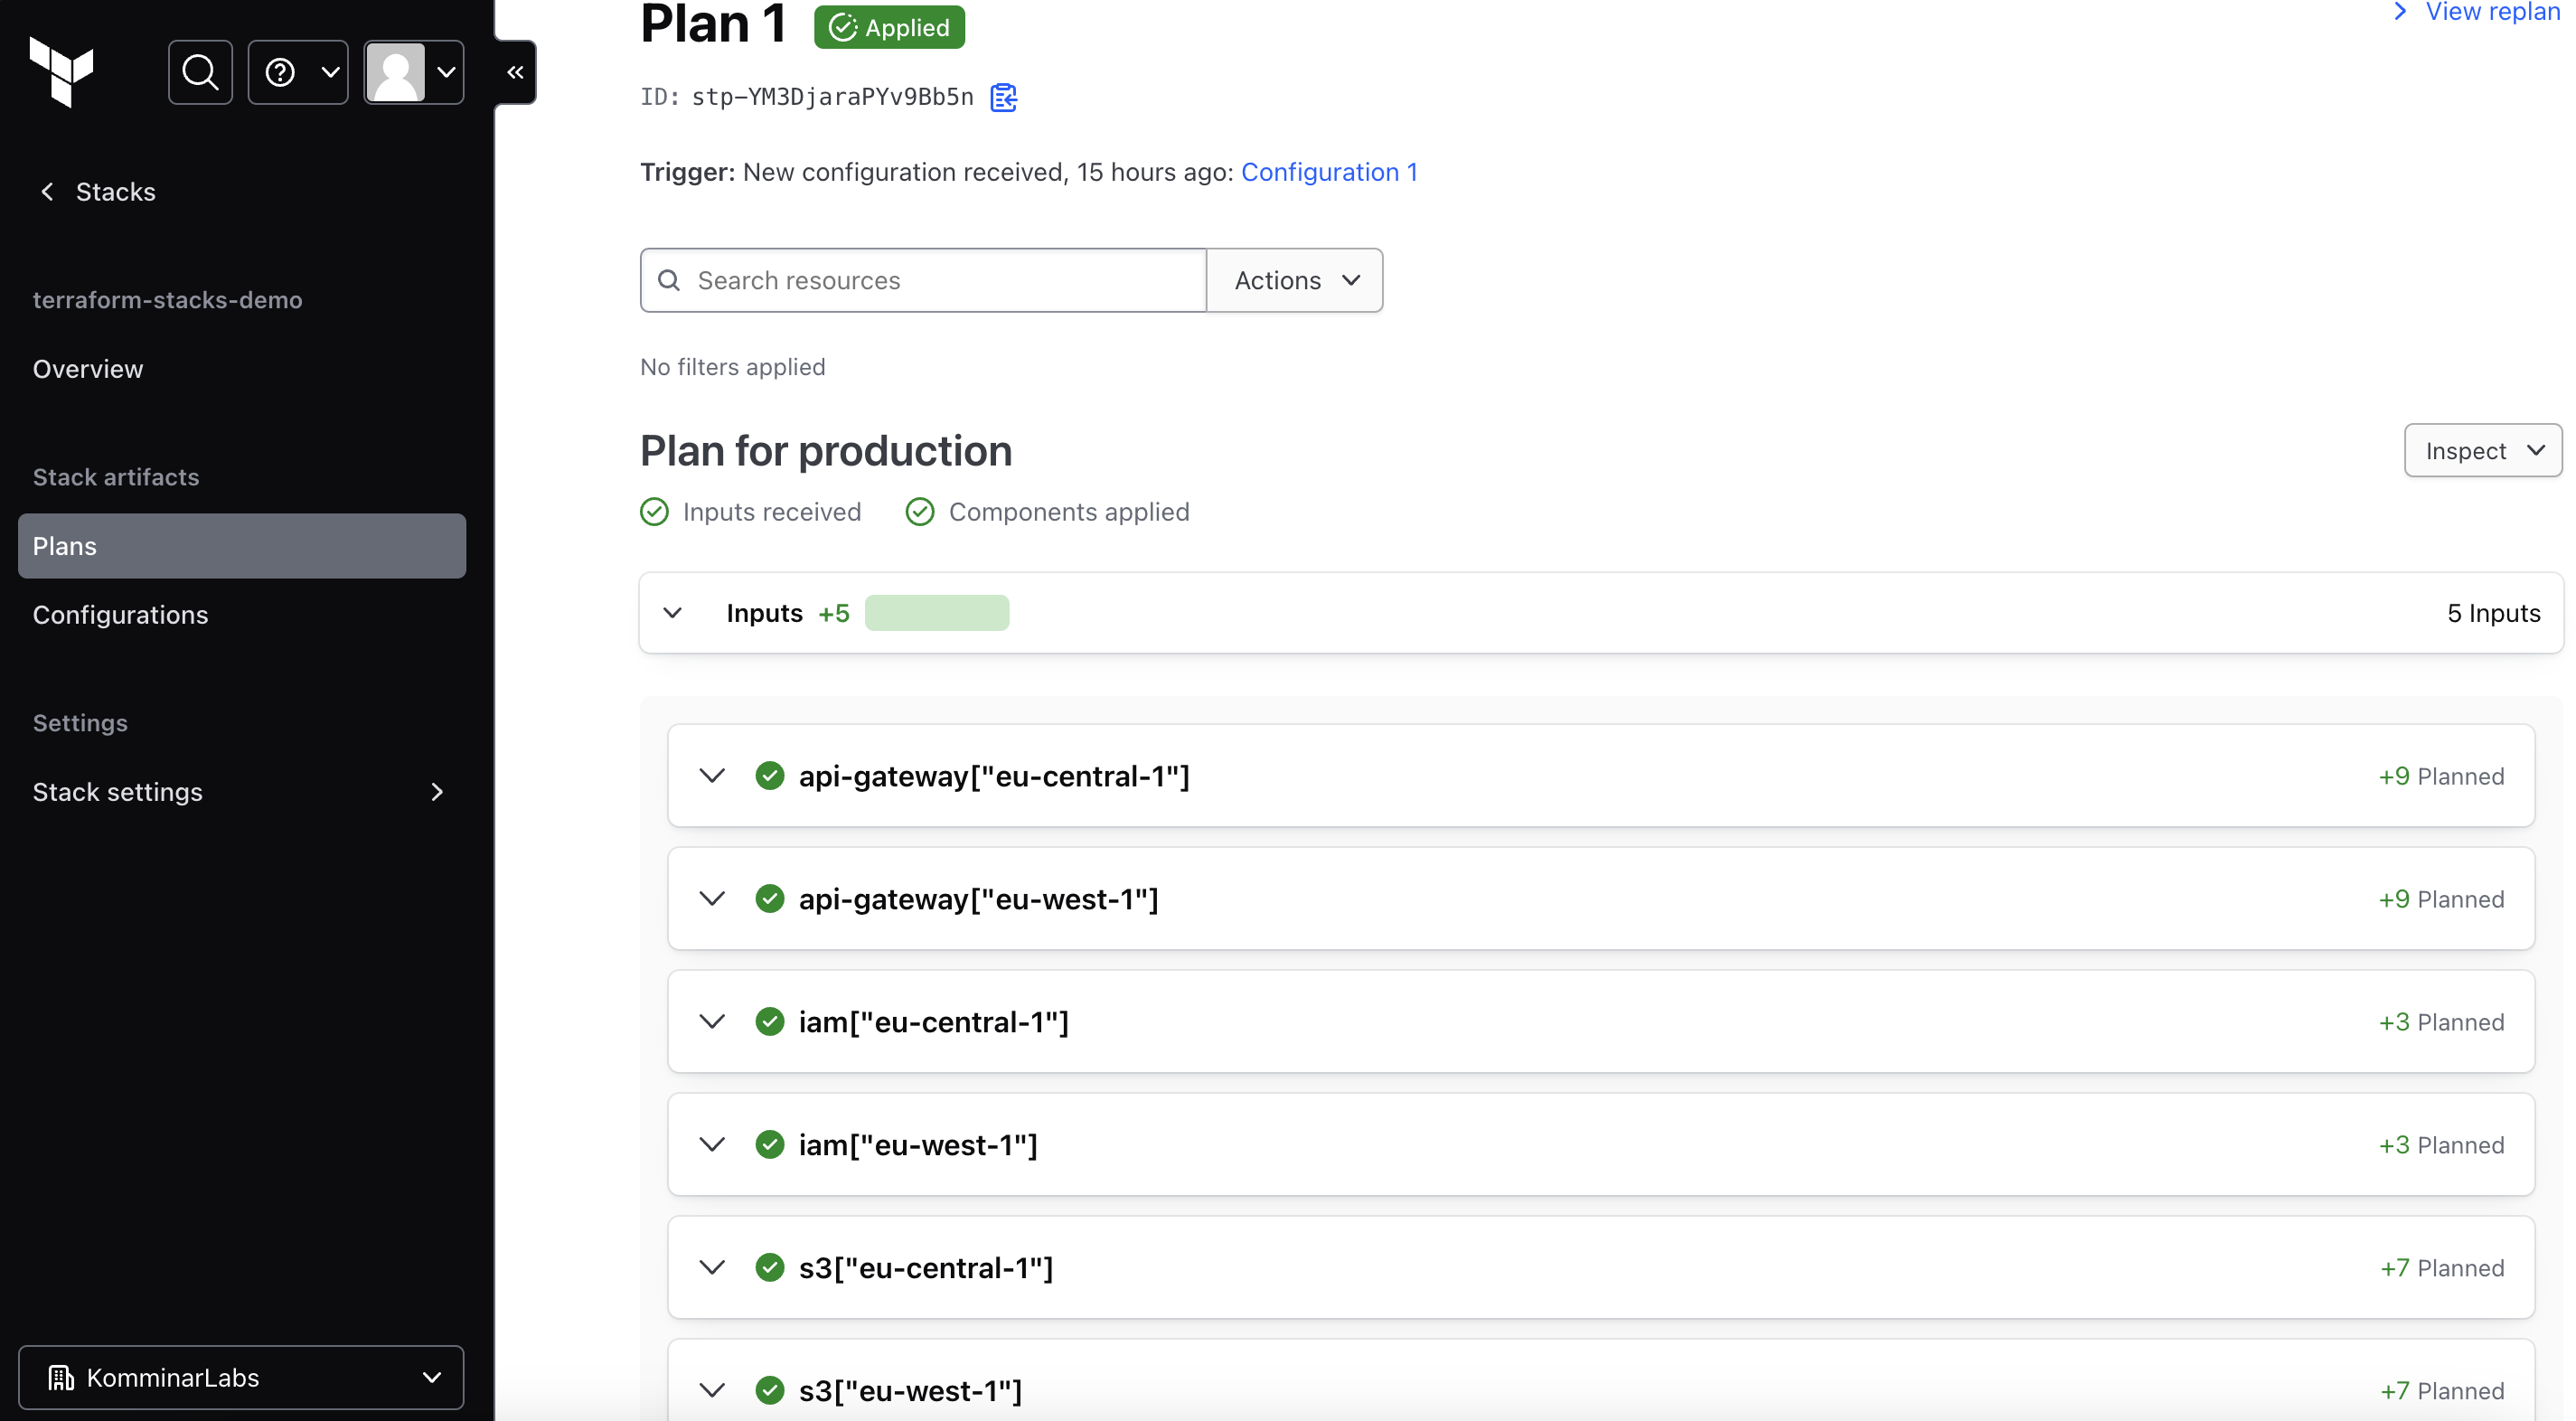 Stacks
terraform-stacks-demo
Overview
Stack artifacts
Plans
Configurations
Settings
Stack settings
KomminarLabs
Plan 1 Applied
View replan
ID: stp-YM3DjaraPYv9Bb5n
Trigger: New configuration received, 15 hours ago: Configuration 1
Search resources Actions
No filters applied
Plan for production Inspect
Inputs received Components applied
Inputs +5 5 Inputs
api-gateway["eu-central-1"] +9 Planned
api-gateway["eu-west-1"] +9 Planned
iam["eu-central-1"] +3 Planned
iam["eu-west-1"] +3 Planned
s3["eu-central-1"] +7 Planned
s3["eu-west-1"] +7 Planned